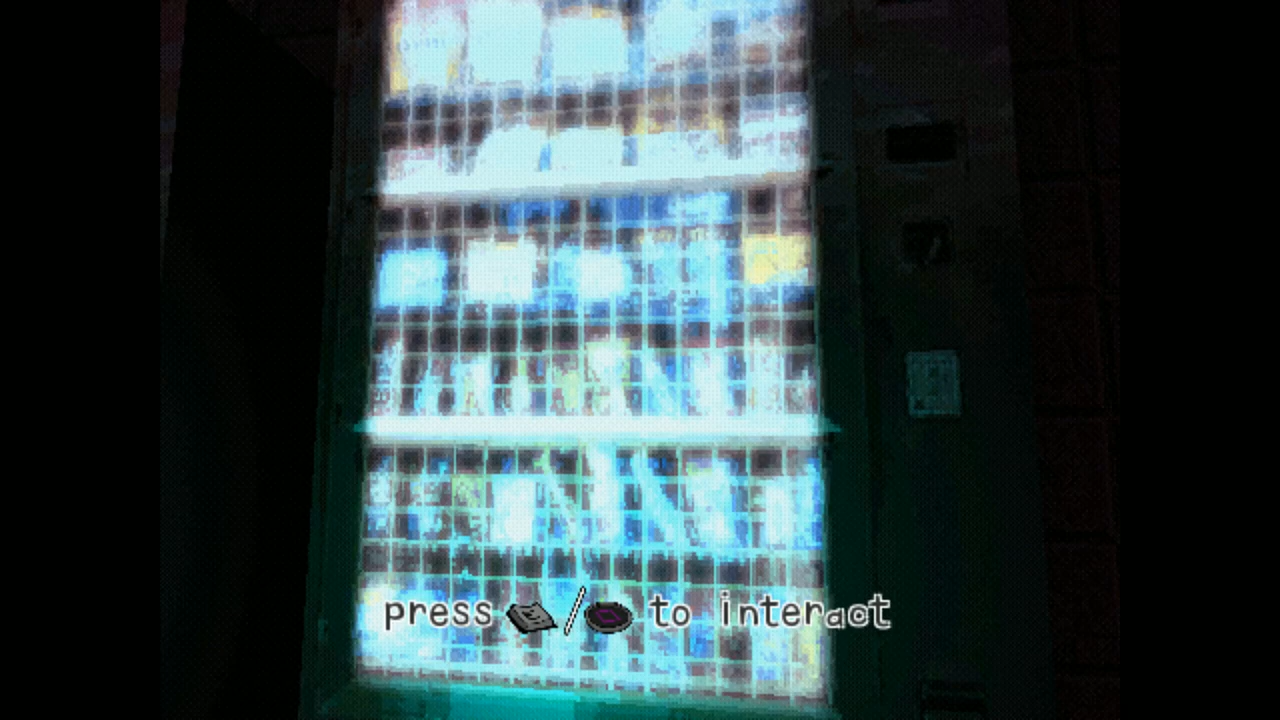 press / to interact